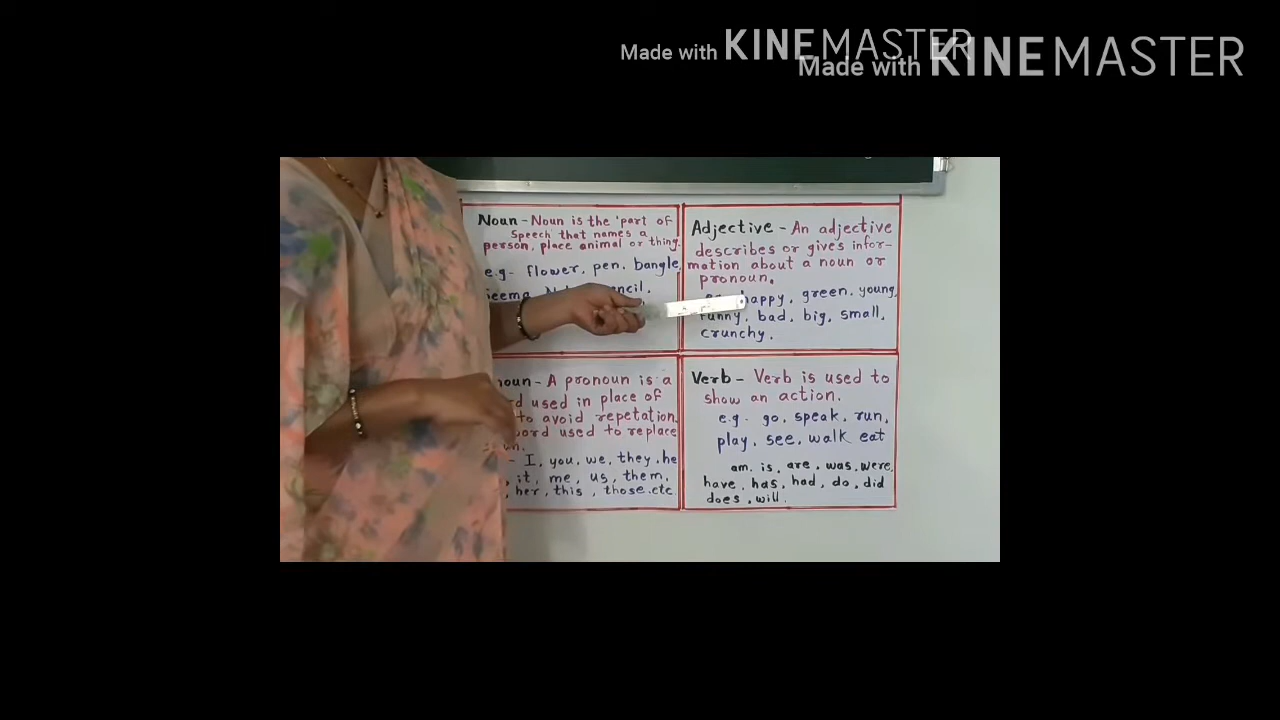 Made with KINEMASTER
Made with KINEMASTER
Noun - Noun is the 'part of
Speech that names a
person, place animal or thing.
e.g- flower, pen, bangle,
Adjective - An adjective
describes or gives infor-
mation about a noun or
pronoun.
happy, green, young,
funny, bad, big, small,
crunchy.
noun - A pronoun is a
used in place of
to avoid repetation.
word used to replace
- I, you, we, they, he
it, me, us, them,
her, this, those.etc
Verb - Verb is used to
show an action.
e.g- go, speak, run,
play, see, walk eat
am, is, are, was, were,
have, has, had, do, did
does, will.